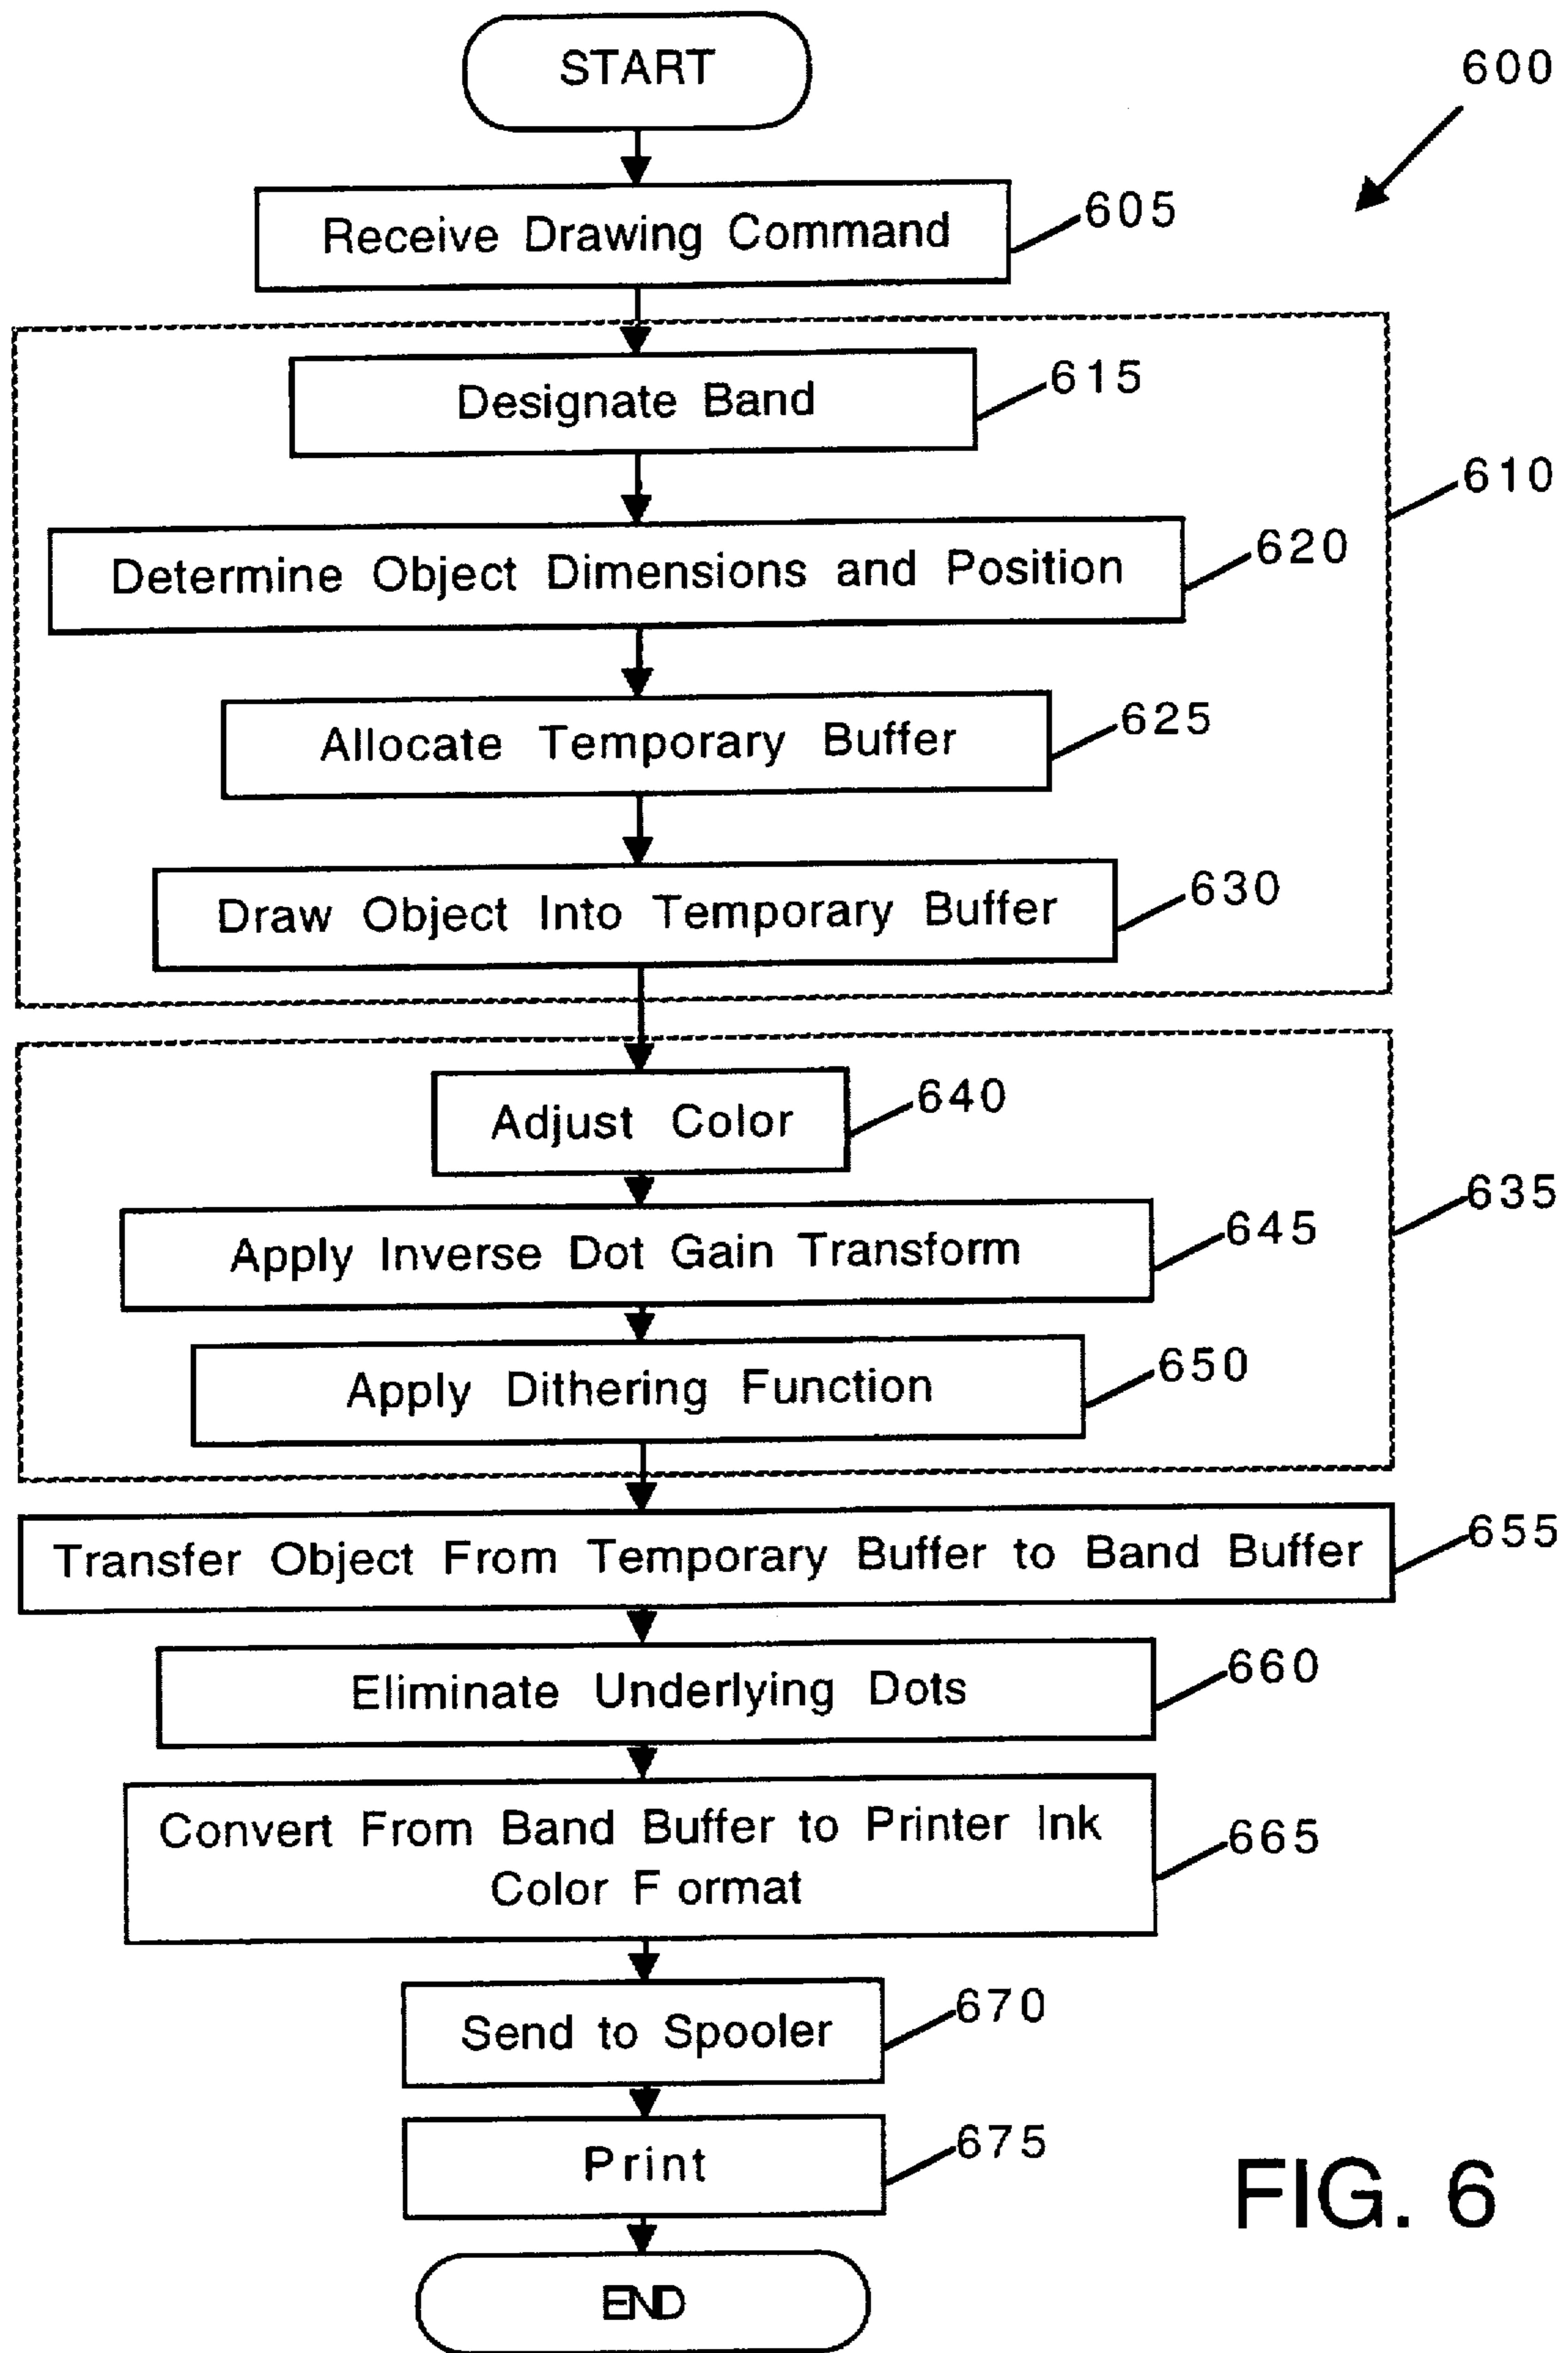 START
600
Receive Drawing Command
605
Designate Band
615
610
Determine Object Dimensions and Position
620
Allocate Temporary Buffer
625
Draw Object Into Temporary Buffer
630
Adjust Color
640
635
Apply Inverse Dot Gain Transform
645
Apply Dithering Function
650
Transfer Object From Temporary Buffer to Band Buffer
655
Eliminate Underlying Dots
660
Convert From Band Buffer to Printer Ink
Color F ormat
665
Send to Spooler
670
Print
675
END
FIG. 6